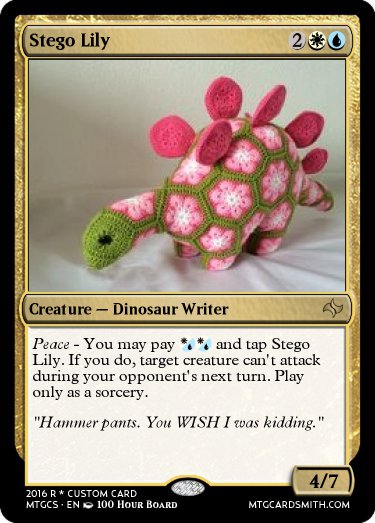 Stego Lily 2
Creature — Dinosaur Writer
Peace - You may pay and tap Stego
Lily. If you do, target creature can't attack
during your opponent's next turn. Play
only as a sorcery.
"Hammer pants. You WISH I was kidding."
4/7
2016 R * CUSTOM CARD
MTGCS • EN 100 HOUR BOARD
MTGCARDSMITH.COM